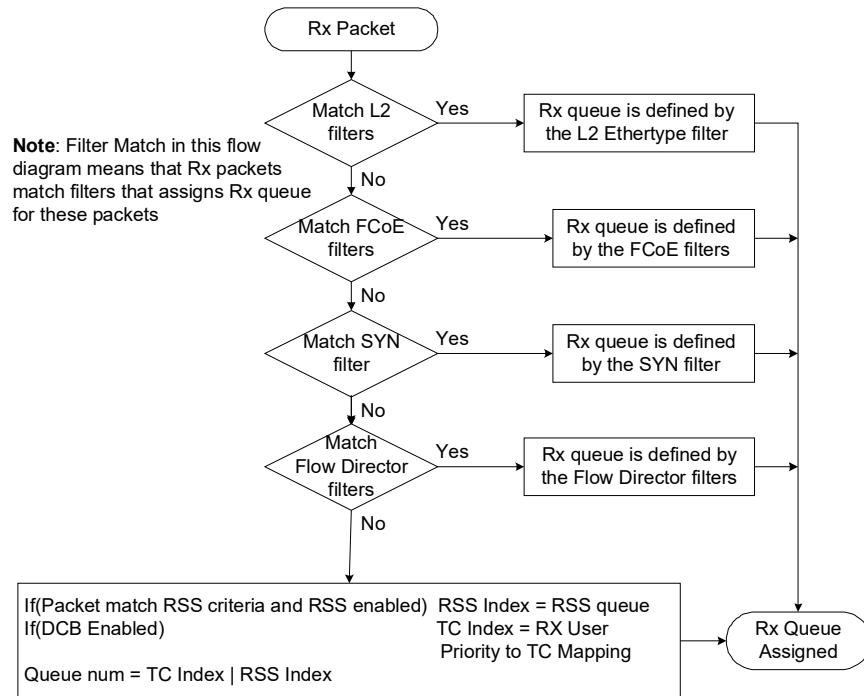 Rx Packet
Match L2
filters
Yes
Rx queue is defined by
the L2 Ethertype filter
Note: Filter Match in this flow
diagram means that Rx packets
match filters that assigns Rx queue
for these packets
No
Match FCoE
filters
Yes
Rx queue is defined
by the FCoE filters
No
Match SYN
filter
Yes
Rx queue is defined
by the SYN filter
No
Match
Flow Director
filters
Yes
Rx queue is defined by
the Flow Director filters
No
If(Packet match RSS criteria and RSS enabled) RSS Index = RSS queue
If(DCB Enabled) TC Index = RX User
Priority to TC Mapping
Queue num = TC Index | RSS Index
Rx Queue
Assigned